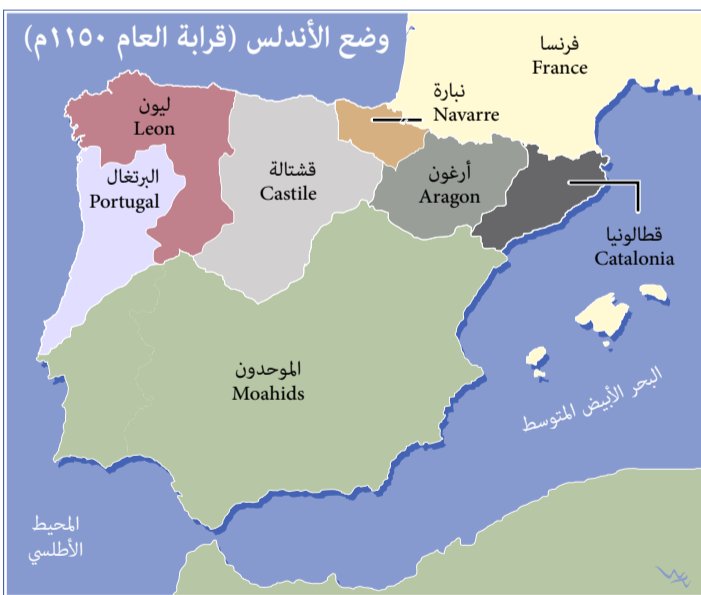 وضع الأندلس (قرابة العام ١١٥٠م)
فرنسا
France
نبارة
Navarre
ليون
Leon
قشتالة
Castile
أرغون
Aragon
البرتغال
Portugal
قطالونيا
Catalonia
الموحدون
Moahids
البحر الأبيض المتوسط
المحيط
الأطلسي